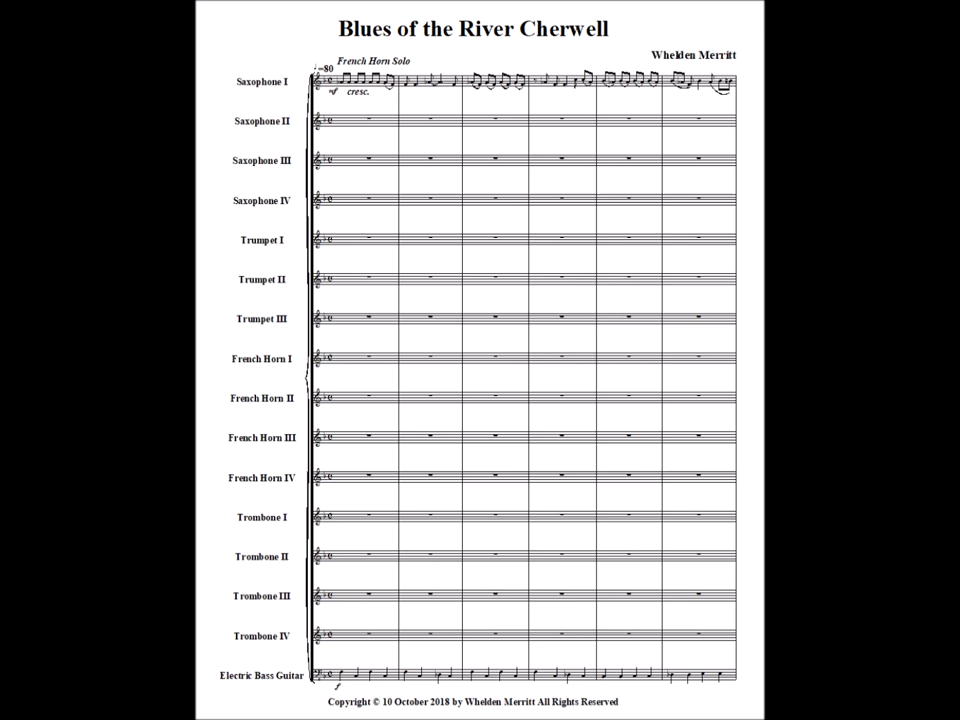 Blues of the River Cherwell
Whelden Merritt
♩=80
French Horn Solo
Saxophone I
mf cresc.
Saxophone II
Saxophone III
Saxophone IV
Trumpet I
Trumpet II
Trumpet III
French Horn I
French Horn II
French Horn III
French Horn IV
Trombone I
Trombone II
Trombone III
Trombone IV
Electric Bass Guitar
f
Copyright © 10 October 2018 by Whelden Merritt All Rights Reserved